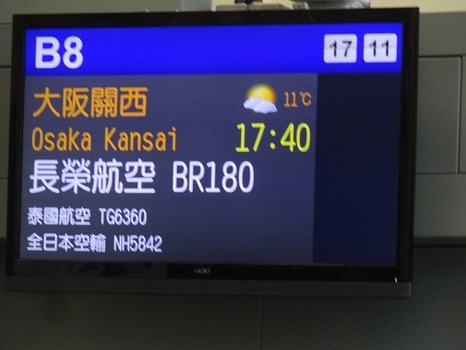 B8 17 11
大阪關西 11℃
Osaka Kansai 17:40
長榮航空 BR180
泰國航空 TG6360
全日本空輸 NH5842